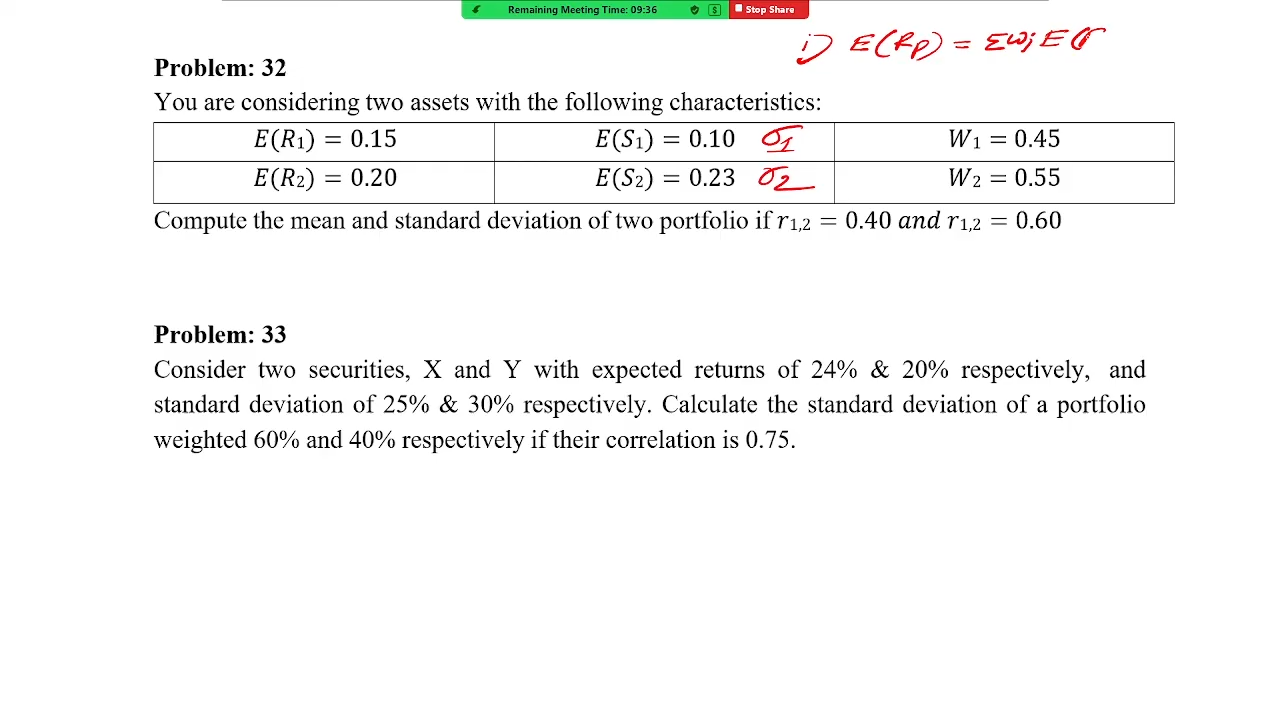 Remaining Meeting Time: 09:36 $ Stop Share
i) E(Rp) = Σωi E(r
Problem: 32
You are considering two assets with the following characteristics:
E(R1) = 0.15 E(S1) = 0.10 σ1 W1 = 0.45
E(R2) = 0.20 E(S2) = 0.23 σ2 W2 = 0.55
Compute the mean and standard deviation of two portfolio if r1,2 = 0.40 and r1,2 = 0.60
Problem: 33
Consider two securities, X and Y with expected returns of 24% & 20% respectively, and
standard deviation of 25% & 30% respectively. Calculate the standard deviation of a portfolio
weighted 60% and 40% respectively if their correlation is 0.75.